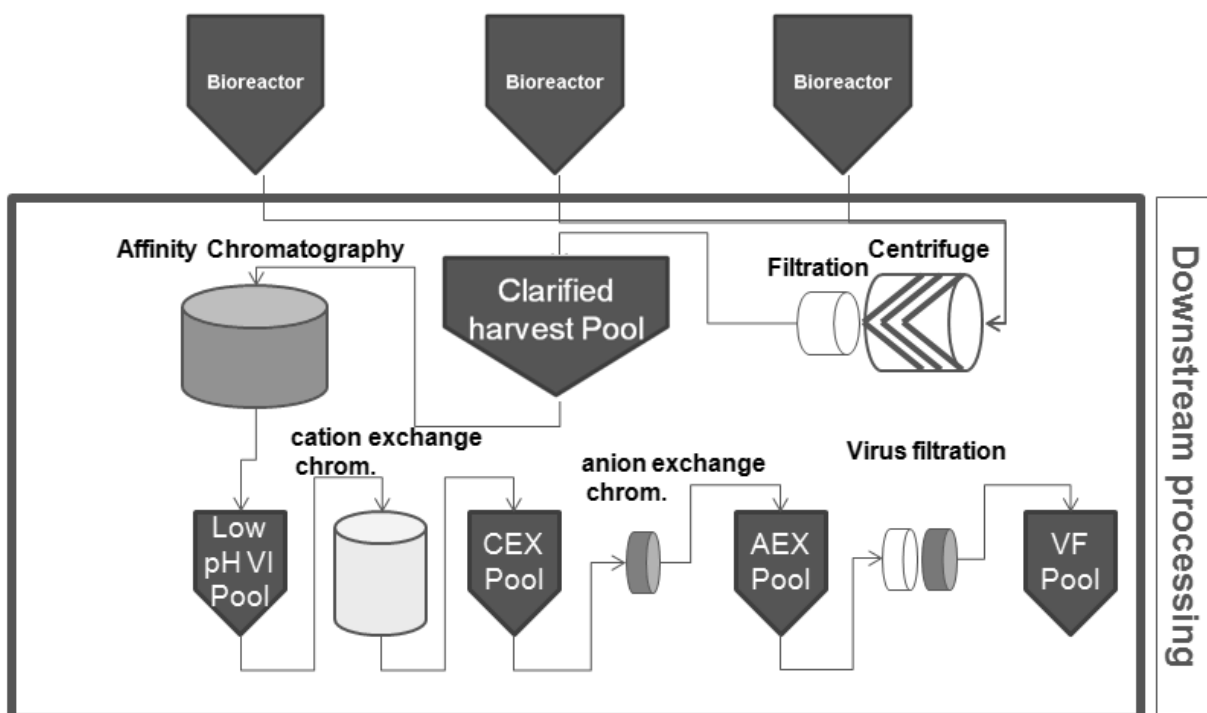 Bioreactor
Bioreactor
Bioreactor
Affinity Chromatography
Clarified
harvest Pool
Filtration
Centrifuge
cation exchange
chrom.
anion exchange
chrom.
Virus filtration
Low
pH VI
Pool
CEX
Pool
AEX
Pool
VF
Pool
Downstream processing